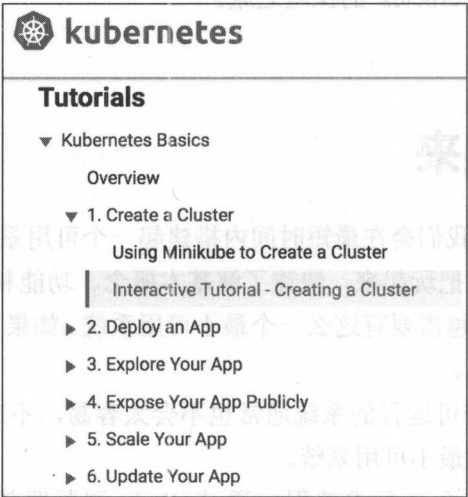 kubernetes
Tutorials
▼ Kubernetes Basics
Overview
▼ 1. Create a Cluster
Using Minikube to Create a Cluster
Interactive Tutorial - Creating a Cluster
▶ 2. Deploy an App
▶ 3. Explore Your App
▶ 4. Expose Your App Publicly
▶ 5. Scale Your App
▶ 6. Update Your App